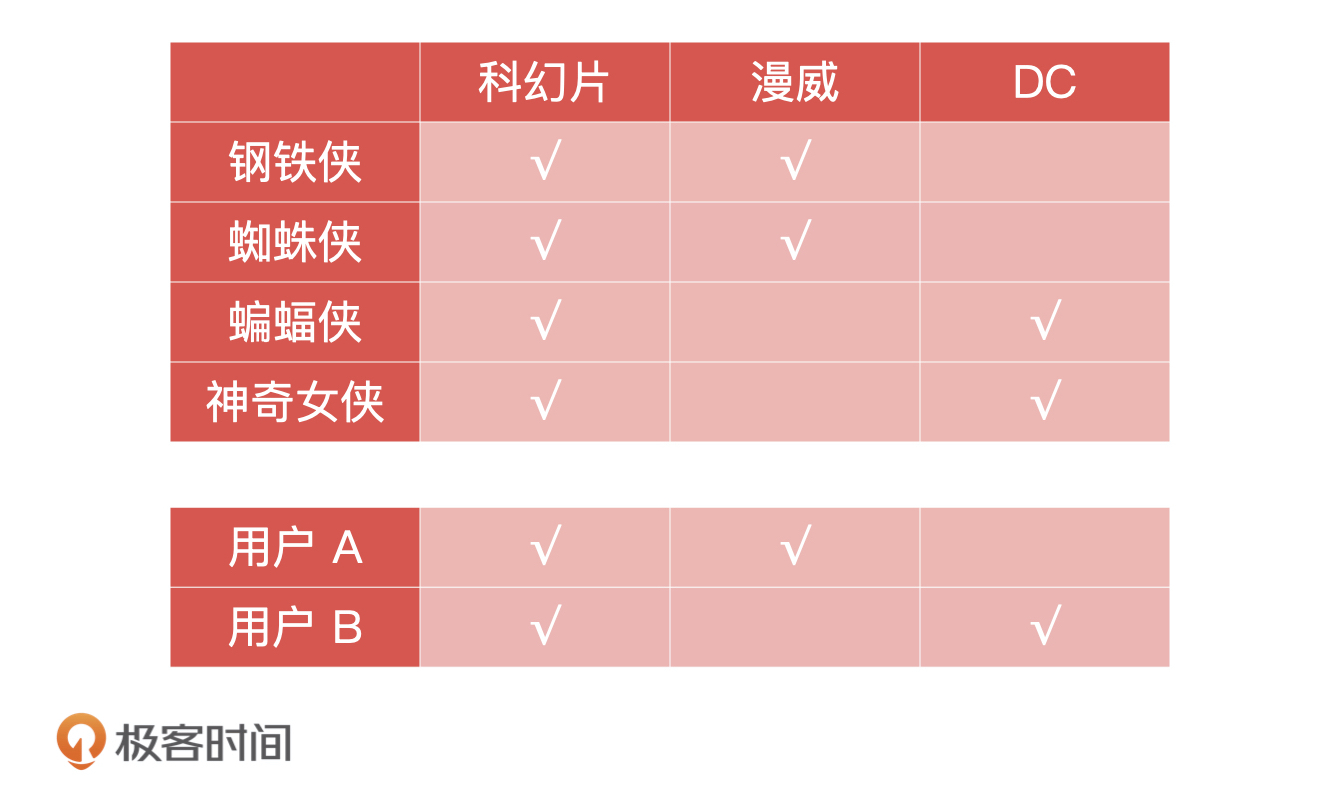 科幻片 漫威 DC
钢铁侠 √ √
蜘蛛侠 √ √
蝙蝠侠 √ √
神奇女侠 √ √
用户 A √ √
用户 B √ √
极客时间